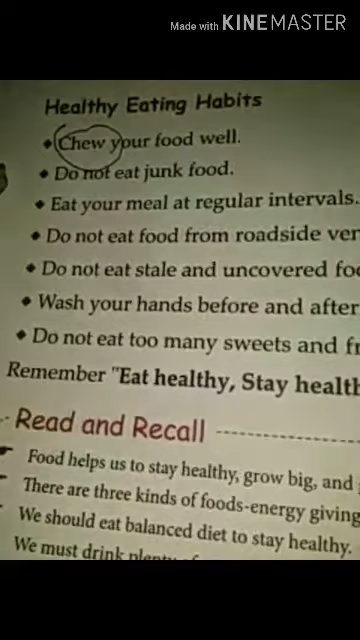 Made with KINEMASTER
Healthy Eating Habits
Chew your food well.
Do not eat junk food.
Eat your meal at regular intervals.
Do not eat food from roadside
Do not eat stale and uncovered
Wash your hands before and after
Do not eat too many sweets and
Remember "Eat healthy, Stay
Read and Recall
Food helps us to stay healthy, grow big, and
There are three kinds of foods-energy giving
We should eat balanced diet to stay healthy.
We must drink